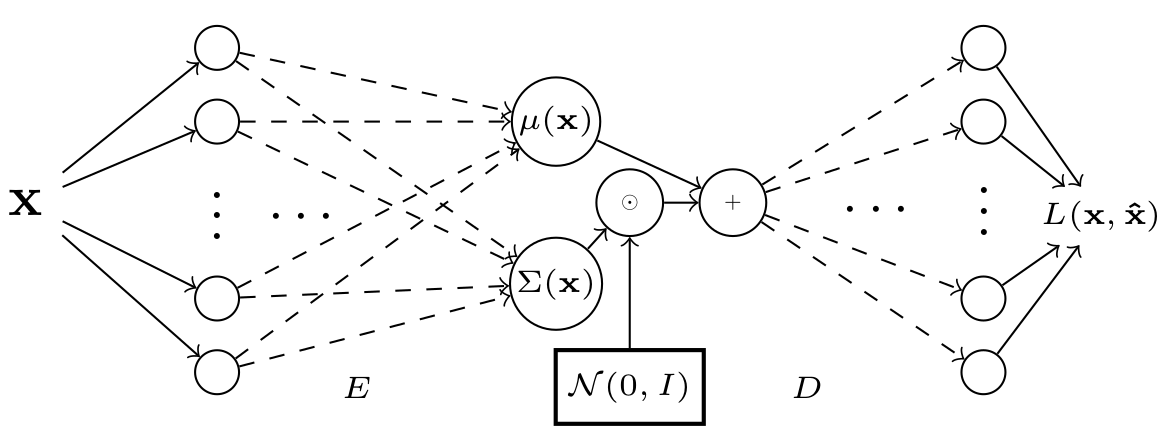 x
μ(x)
Σ(x)
⊙
+
N(0, I)
E
D
L(x, x̂)